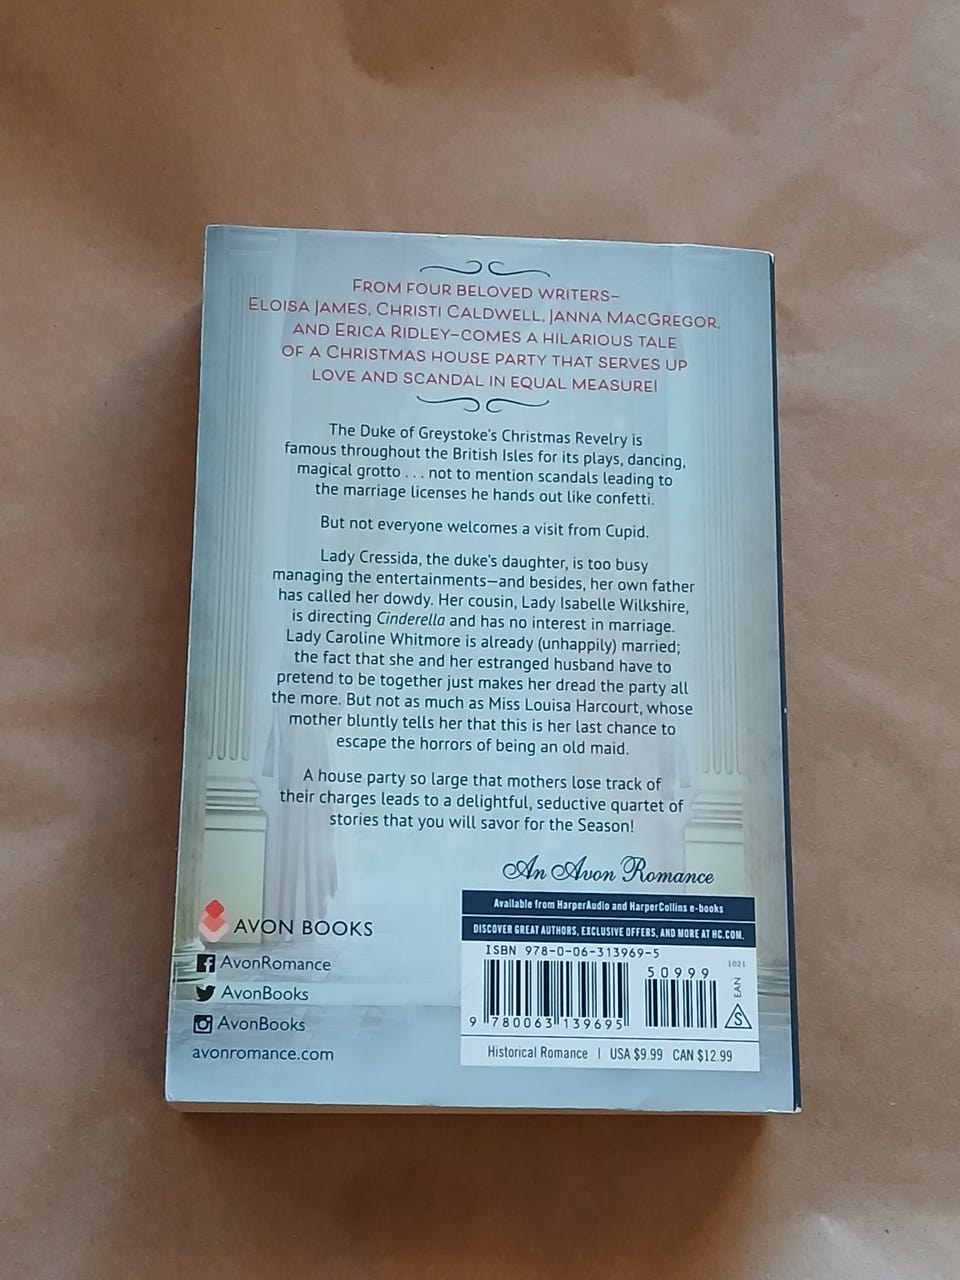 FROM FOUR BELOVED WRITERS–
ELOISA JAMES, CHRISTI CALDWELL, JANNA MACGREGOR,
AND ERICA RIDLEY–COMES A HILARIOUS TALE
OF A CHRISTMAS HOUSE PARTY THAT SERVES UP
LOVE AND SCANDAL IN EQUAL MEASURE!
The Duke of Greystoke's Christmas Revelry is
famous throughout the British Isles for its plays, dancing,
magical grotto . . . not to mention scandals leading to
the marriage licenses he hands out like confetti.
But not everyone welcomes a visit from Cupid.
Lady Cressida, the duke's daughter, is too busy
managing the entertainments—and besides, her own father
has called her dowdy. Her cousin, Lady Isabelle Wilkshire,
is directing Cinderella and has no interest in marriage.
Lady Caroline Whitmore is already (unhappily) married;
the fact that she and her estranged husband have to
pretend to be together just makes her dread the party all
the more. But not as much as Miss Louisa Harcourt, whose
mother bluntly tells her that this is her last chance to
escape the horrors of being an old maid.
A house party so large that mothers lose track of
their charges leads to a delightful, seductive quartet of
stories that you will savor for the Season!
An Avon Romance
Available from HarperAudio and HarperCollins e-books
DISCOVER GREAT AUTHORS, EXCLUSIVE OFFERS, AND MORE AT HC.COM.
AVON BOOKS
AvonRomance
AvonBooks
AvonBooks
avonromance.com
ISBN 978-0-06-313969-5
50999
1021
EAN
S
9 780063 139695
Historical Romance | USA $9.99 CAN $12.99